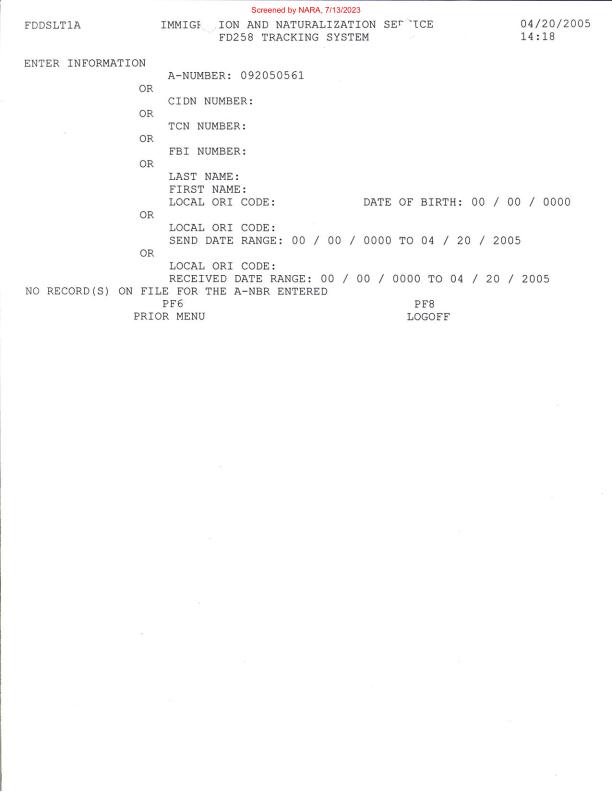 Screened by NARA, 7/13/2023
FDDSLT1A IMMIGR ION AND NATURALIZATION SER ICE 04/20/2005
FD258 TRACKING SYSTEM 14:18
ENTER INFORMATION
A-NUMBER: 092050561
OR
CIDN NUMBER:
OR
TCN NUMBER:
OR
FBI NUMBER:
OR
LAST NAME:
FIRST NAME:
LOCAL ORI CODE: DATE OF BIRTH: 00 / 00 / 0000
OR
LOCAL ORI CODE:
SEND DATE RANGE: 00 / 00 / 0000 TO 04 / 20 / 2005
OR
LOCAL ORI CODE:
RECEIVED DATE RANGE: 00 / 00 / 0000 TO 04 / 20 / 2005
NO RECORD(S) ON FILE FOR THE A-NBR ENTERED
PF6 PF8
PRIOR MENU LOGOFF